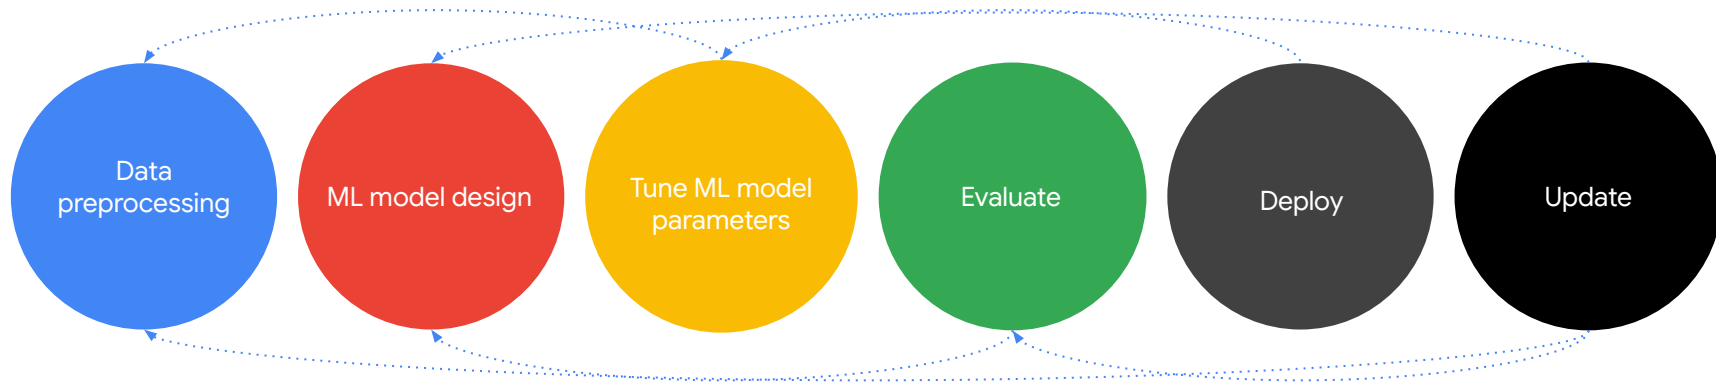 Data
preprocessing
ML model design
Tune ML model
parameters
Evaluate
Deploy
Update